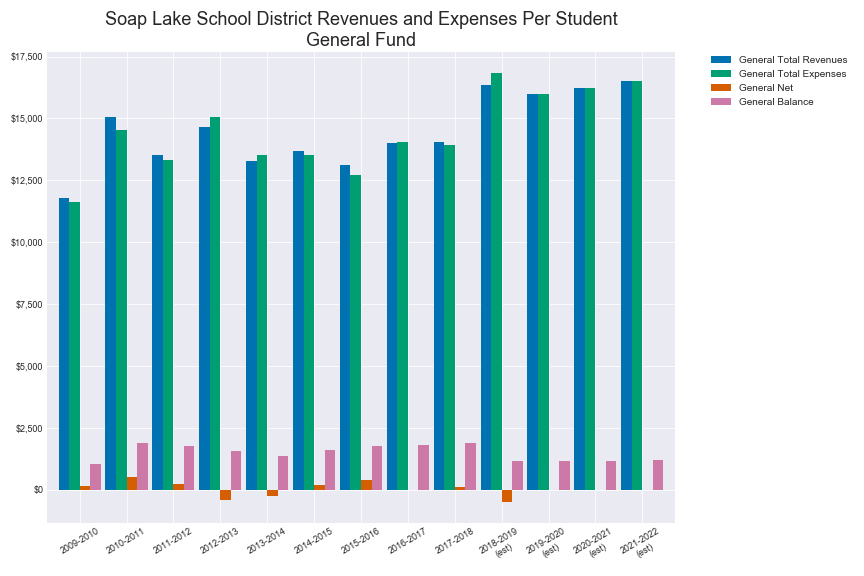 Soap Lake School District Revenues and Expenses Per Student
General Fund
$17,500
$15,000
$12,500
$10,000
$7,500
$5,000
$2,500
$0
2009-2010
2010-2011
2011-2012
2012-2013
2013-2014
2014-2015
2015-2016
2016-2017
2017-2018
2018-2019
(est)
2019-2020
(est)
2020-2021
(est)
2021-2022
(est)
General Total Revenues
General Total Expenses
General Net
General Balance